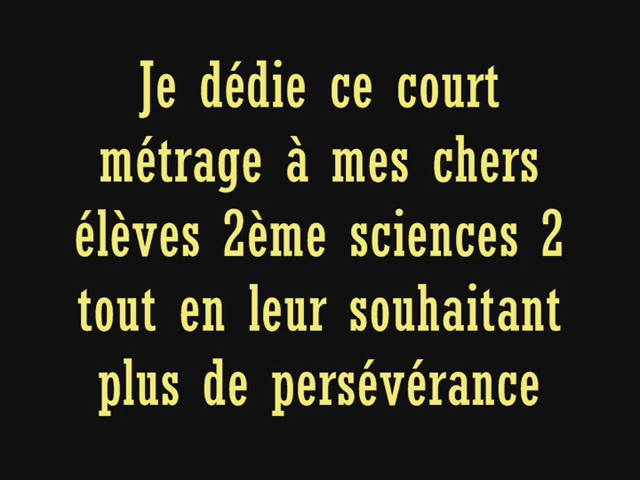 Je dédie ce court
métrage à mes chers
élèves 2ème sciences 2
tout en leur souhaitant
plus de persévérance